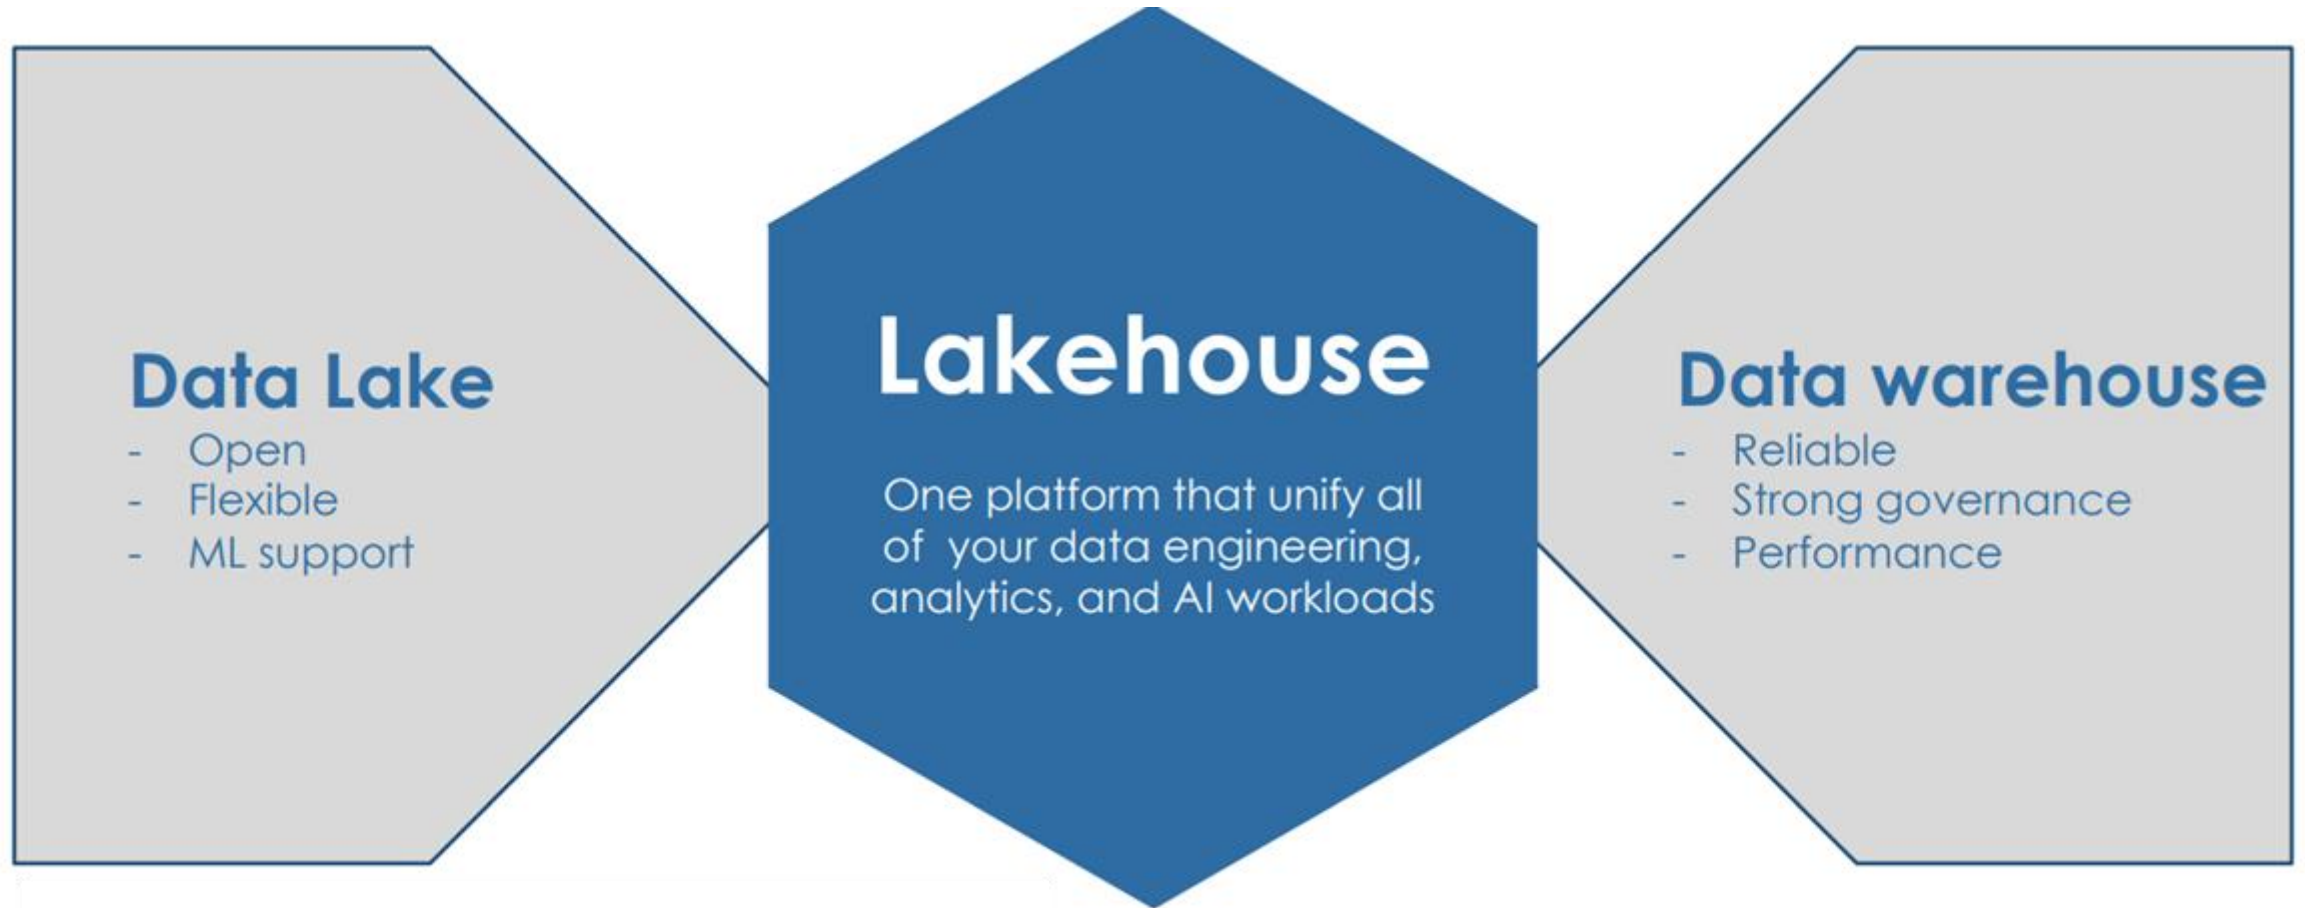 Data Lake
- Open
- Flexible
- ML support
Lakehouse
One platform that unify all
of your data engineering,
analytics, and AI workloads
Data warehouse
- Reliable
- Strong governance
- Performance